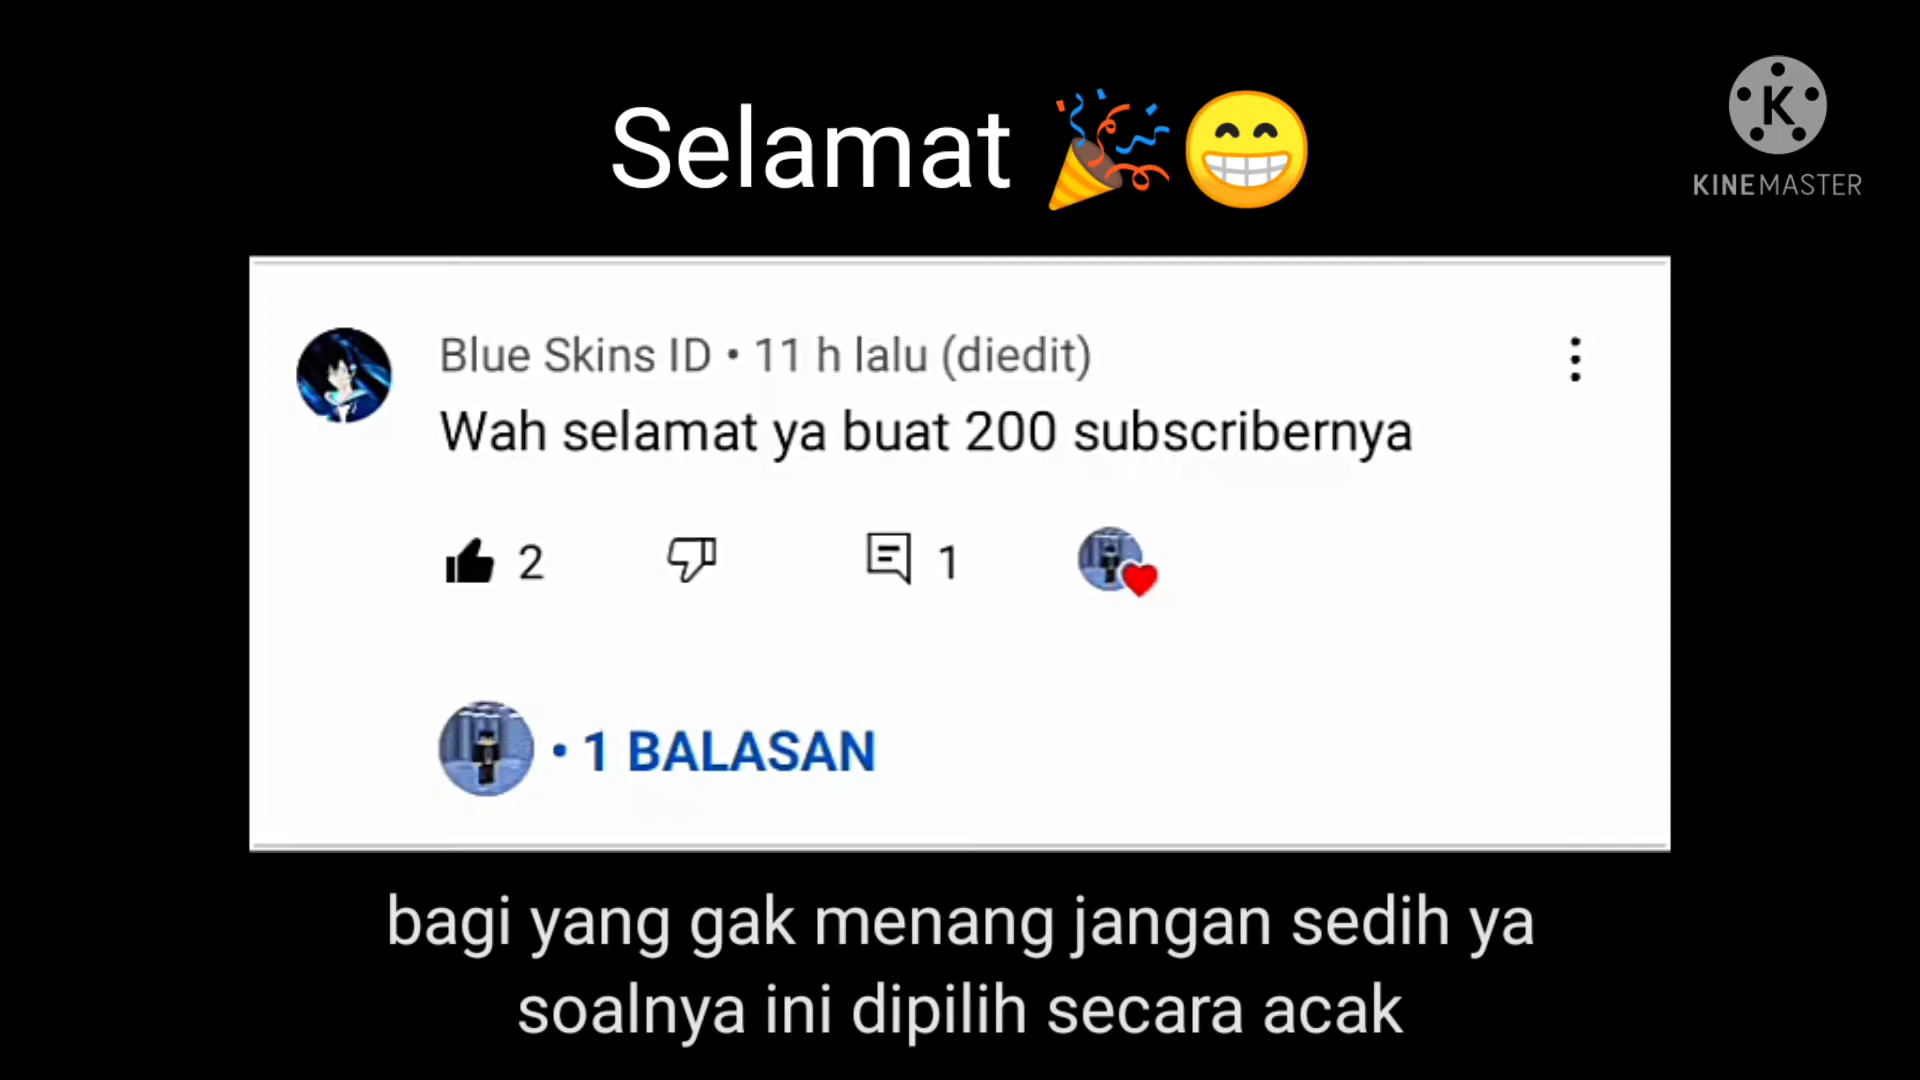 Selamat 🎉😁
K
KINEMASTER
Blue Skins ID • 11 h lalu (diedit)
Wah selamat ya buat 200 subscribernya
2
1
• 1 BALASAN
bagi yang gak menang jangan sedih ya
soalnya ini dipilih secara acak